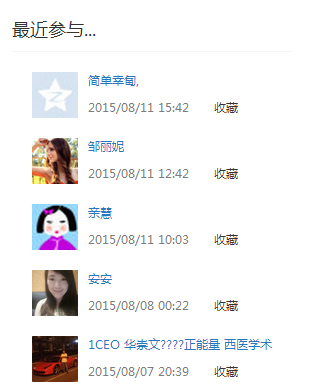 最近参与...
简单幸甸,
2015/08/11 15:42 收藏
邹丽妮
2015/08/11 12:42 收藏
亲慧
2015/08/11 10:03 收藏
安安
2015/08/08 00:22 收藏
1CEO 华崇文????正能量 西医学术
2015/08/07 20:39 收藏